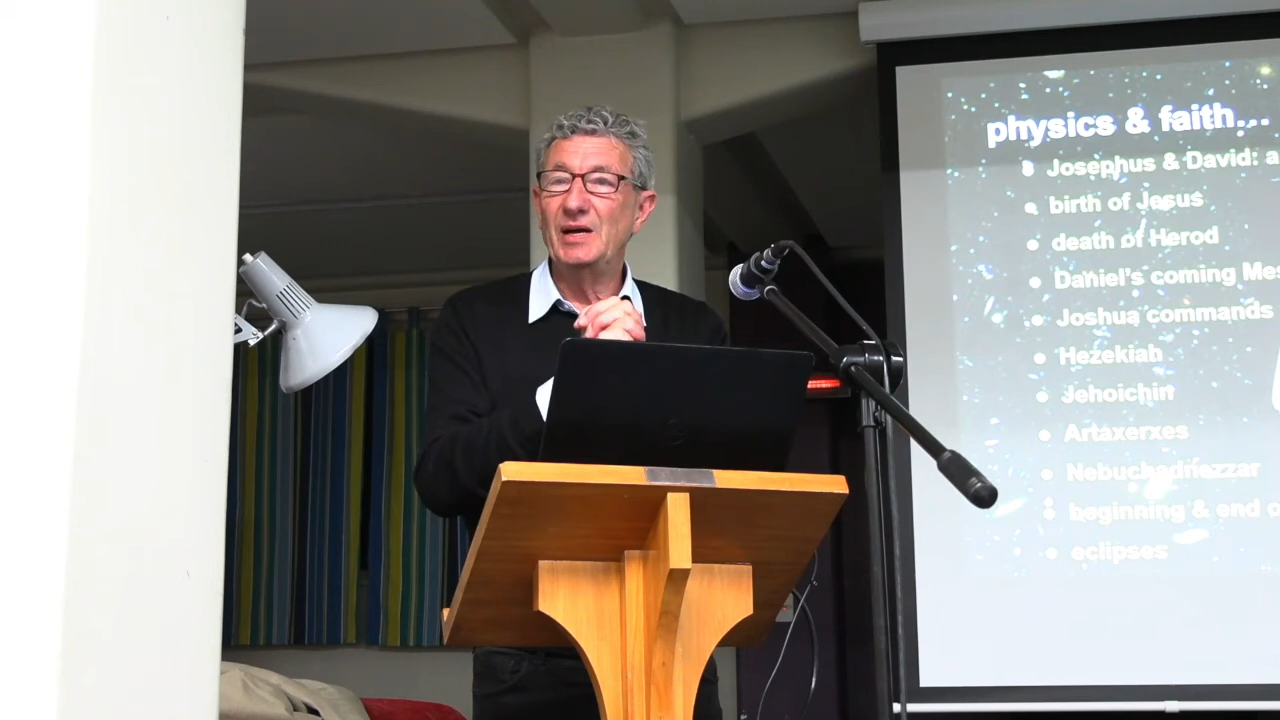 physics & faith...
Josephus & David: a
birth of Jesus
death of Herod
Daniel's coming Mes
Joshua commands
Hezekiah
Jehoichin
Artaxerxes
Nebuchadnezzar
beginning & end o
eclipses